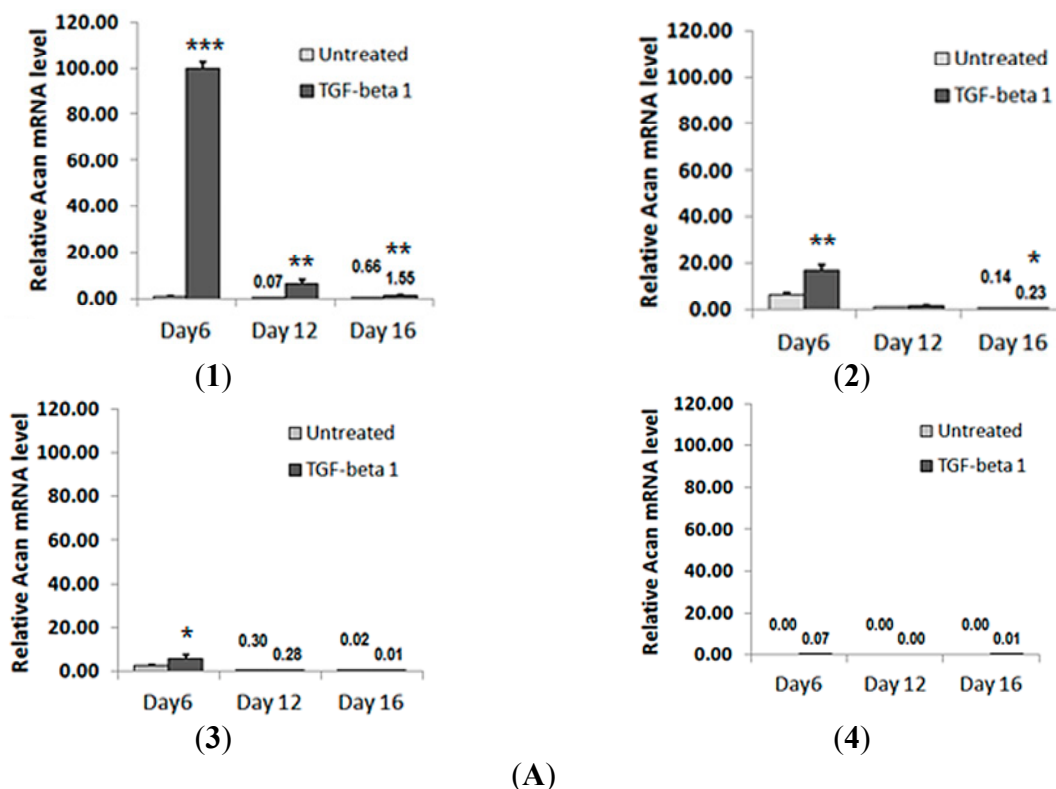 Relative Acan mRNA level
120.00
100.00
80.00
60.00
40.00
20.00
0.00
***
Untreated
TGF-beta 1
0.07
**
0.66
**
1.55
Day6
Day 12
Day 16
(1)
Relative Acan mRNA level
120.00
100.00
80.00
60.00
40.00
20.00
0.00
Untreated
TGF-beta 1
**
0.14
*
0.23
Day6
Day 12
Day 16
(2)
Relative Acan mRNA level
120.00
100.00
80.00
60.00
40.00
20.00
0.00
Untreated
TGF-beta 1
*
0.30
0.28
0.02
0.01
Day6
Day 12
Day 16
(3)
Relative Acan mRNA level
120.00
100.00
80.00
60.00
40.00
20.00
0.00
Untreated
TGF-beta 1
0.00
0.07
0.00
0.00
0.00
0.01
Day6
Day 12
Day 16
(4)
(A)